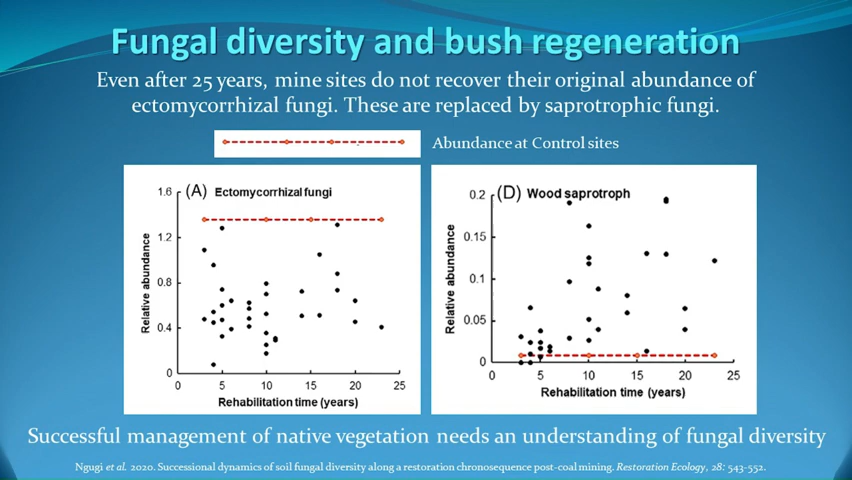 Fungal diversity and bush regeneration
Even after 25 years, mine sites do not recover their original abundance of
ectomycorrhizal fungi. These are replaced by saprotrophic fungi.
Abundance at Control sites
(A) Ectomycorrhizal fungi
1.6
1.2
0.8
0.4
0
Relative abundance
0 5 10 15 20 25
Rehabilitation time (years)
(D) Wood saprotroph
0.2
0.15
0.1
0.05
0
Relative abundance
0 5 10 15 20 25
Rehabilitation time (years)
Successful management of native vegetation needs an understanding of fungal diversity
Ngugi et al. 2020. Successional dynamics of soil fungal diversity along a restoration chronosequence post-coal mining. Restoration Ecology, 28: 543-552.